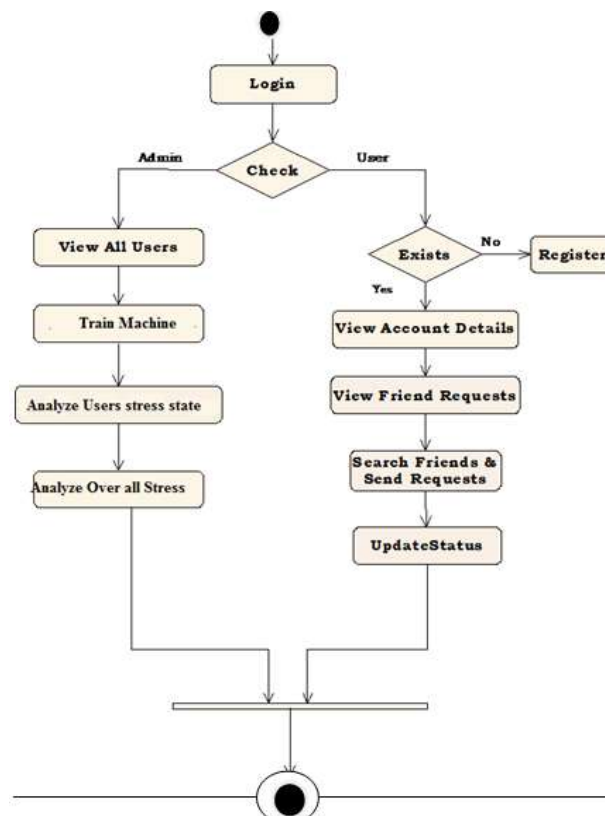 Login
Admin
User
Check
View All Users
Exists
No
Register
Yes
Train Machine
View Account Details
Analyze Users stress state
View Friend Requests
Analyze Over all Stress
Search Friends &
Send Requests
UpdateStatus